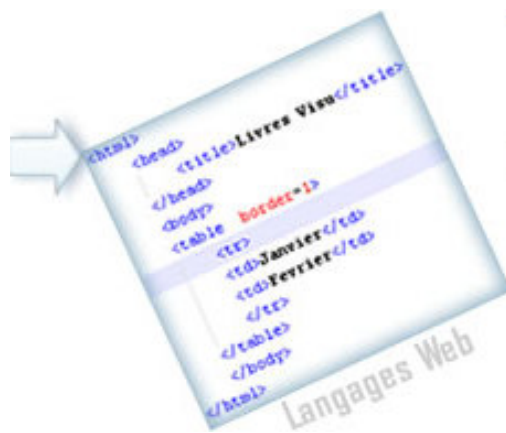 <html>
<head>
<title>Livres Visu</title>
</head>
<body>
<table border=1>
<tr>
<td>Janvier</td>
<td>Fevrier</td>
</tr>
</table>
</body>
</html>
Langages Web